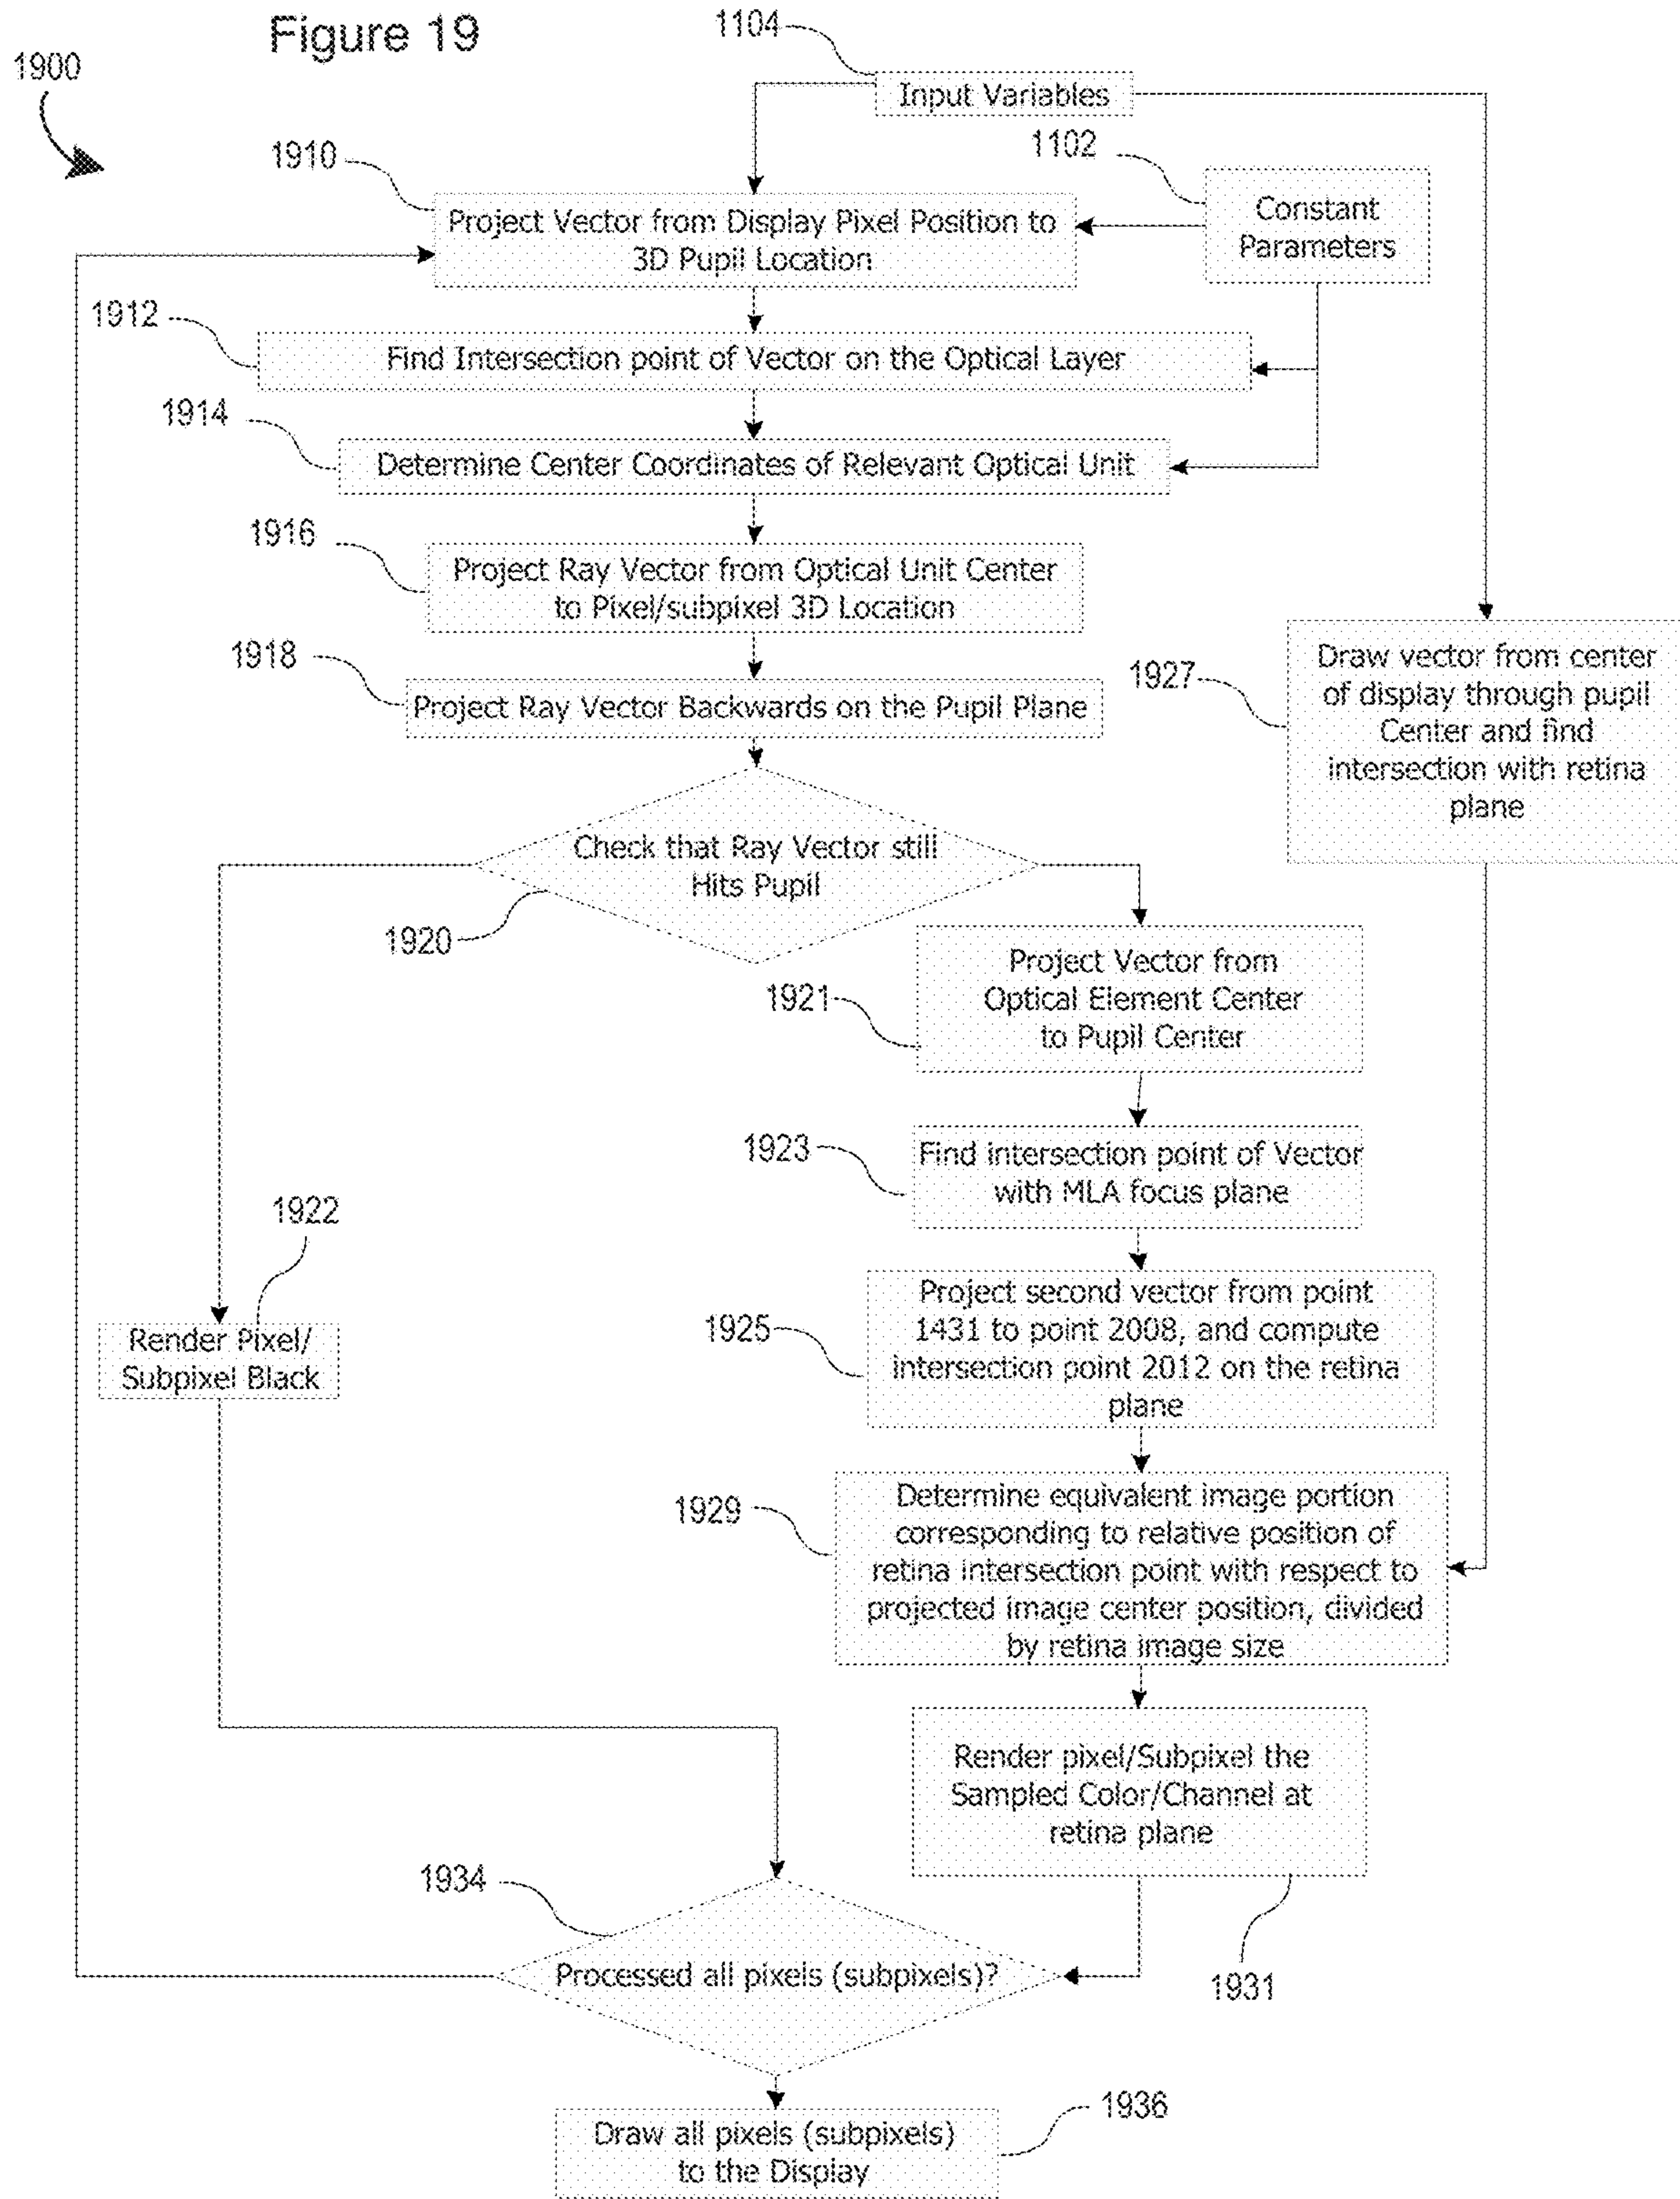 Figure 19
1104
1900
Input Variables
1102
1910
Constant
Parameters
Project Vector from Display Pixel Position to
3D Pupil Location
1912
Find Intersection point of Vector on the Optical Layer
1914
Determine Center Coordinates of Relevant Optical Unit
1916
Project Ray Vector from Optical Unit Center
to Pixel/subpixel 3D Location
1918
Project Ray Vector Backwards on the Pupil Plane
1927
Draw vector from center
of display through pupil
Center and find
intersection with retina
plane
Check that Ray Vector still
Hits Pupil
1920
1921
Project Vector from
Optical Element Center
to Pupil Center
1923
Find intersection point of Vector
with MLA focus plane
1922
Render Pixel/
Subpixel Black
1925
Project second vector from point
1431 to point 2008, and compute
intersection point 2012 on the retina
plane
1929
Determine equivalent image portion
corresponding to relative position of
retina intersection point with respect to
projected image center position, divided
by retina image size
Render pixel/Subpixel the
Sampled Color/Channel at
retina plane
1931
1934
Processed all pixels (subpixels)?
1936
Draw all pixels (subpixels)
to the Display